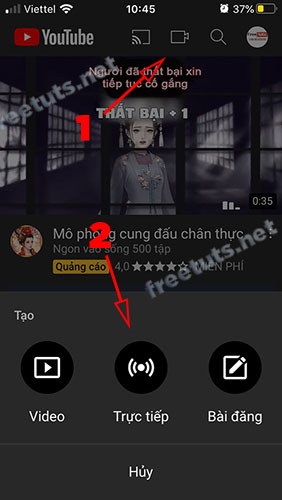 Viettel
10:45
37%
YouTube
freetuts.net
Người đã thất bại xin
tiếp tục cố gắng
THẤT BẠI + 1
1
0:35
Mô phỏng cung đấu chân thực
Ngon vào sống 500 tập
Quảng cáo 4,0 ★★★★☆ MIỄN PHÍ
2
freetuts.net
Tạo
Video
Trực tiếp
Bài đăng
Hủy